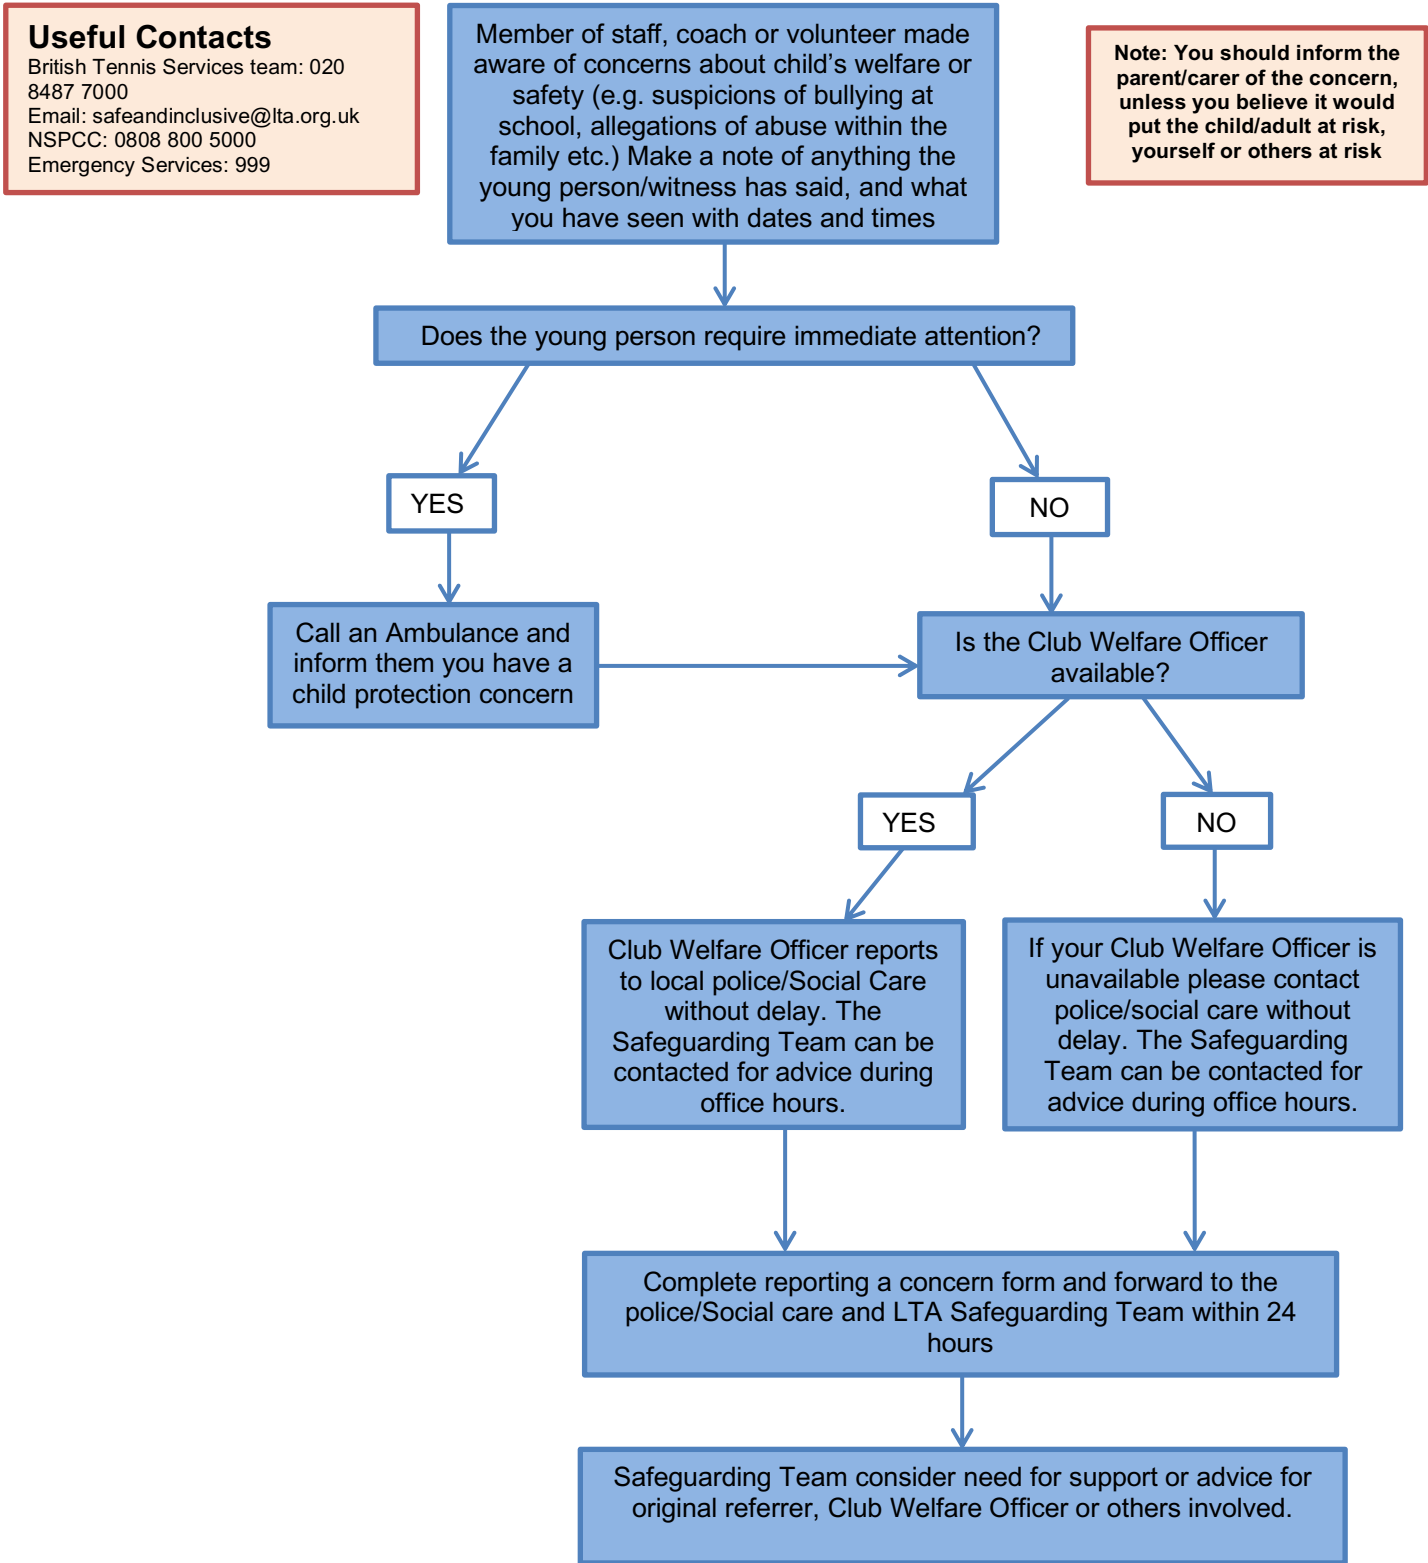 Useful Contacts
British Tennis Services team: 020
8487 7000
Email: safeandinclusive@lta.org.uk
NSPCC: 0808 800 5000
Emergency Services: 999
Member of staff, coach or volunteer made
aware of concerns about child’s welfare or
safety (e.g. suspicions of bullying at
school, allegations of abuse within the
family etc.) Make a note of anything the
young person/witness has said, and what
you have seen with dates and times
Note: You should inform the
parent/carer of the concern,
unless you believe it would
put the child/adult at risk,
yourself or others at risk
Does the young person require immediate attention?
YES
NO
Call an Ambulance and
inform them you have a
child protection concern
Is the Club Welfare Officer
available?
YES
NO
Club Welfare Officer reports
to local police/Social Care
without delay. The
Safeguarding Team can be
contacted for advice during
office hours.
If your Club Welfare Officer is
unavailable please contact
police/social care without
delay. The Safeguarding
Team can be contacted for
advice during office hours.
Complete reporting a concern form and forward to the
police/Social care and LTA Safeguarding Team within 24
hours
Safeguarding Team consider need for support or advice for
original referrer, Club Welfare Officer or others involved.